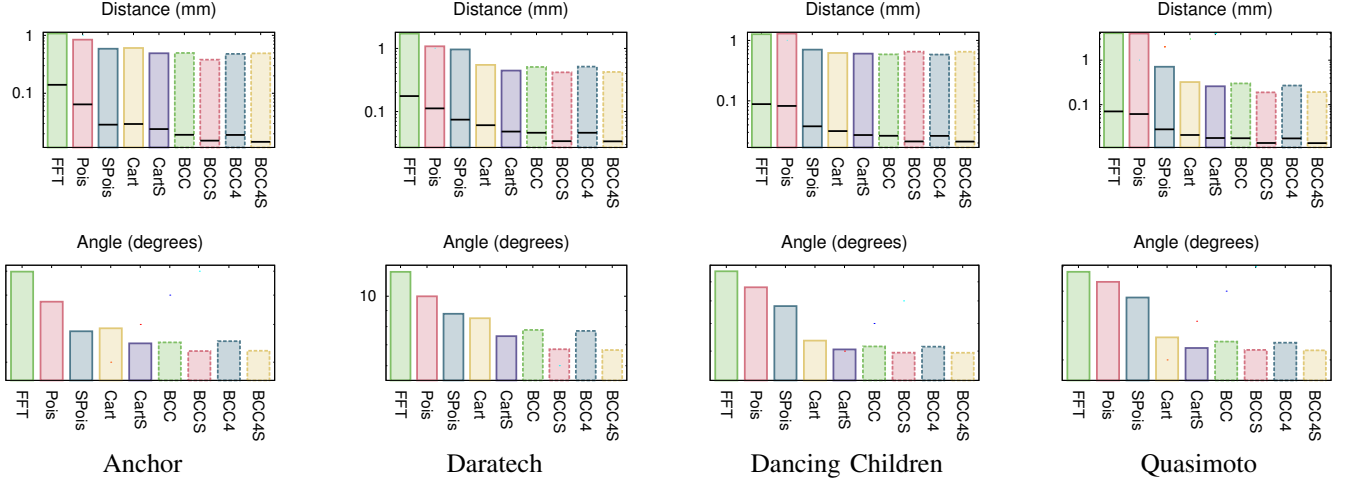 Distance (mm) Distance (mm) Distance (mm) Distance (mm)
1 1 1 1
0.1 0.1 0.1 0.1
FFT Pois SPois Cart CartS BCC BCCS BCC4 BCC4S FFT Pois SPois Cart CartS BCC BCCS BCC4 BCC4S FFT Pois SPois Cart CartS BCC BCCS BCC4 BCC4S FFT Pois SPois Cart CartS BCC BCCS BCC4 BCC4S
Angle (degrees) Angle (degrees) Angle (degrees) Angle (degrees)
10
FFT Pois SPois Cart CartS BCC BCCS BCC4 BCC4S FFT Pois SPois Cart CartS BCC BCCS BCC4 BCC4S FFT Pois SPois Cart CartS BCC BCCS BCC4 BCC4S FFT Pois SPois Cart CartS BCC BCCS BCC4 BCC4S
Anchor Daratech Dancing Children Quasimoto